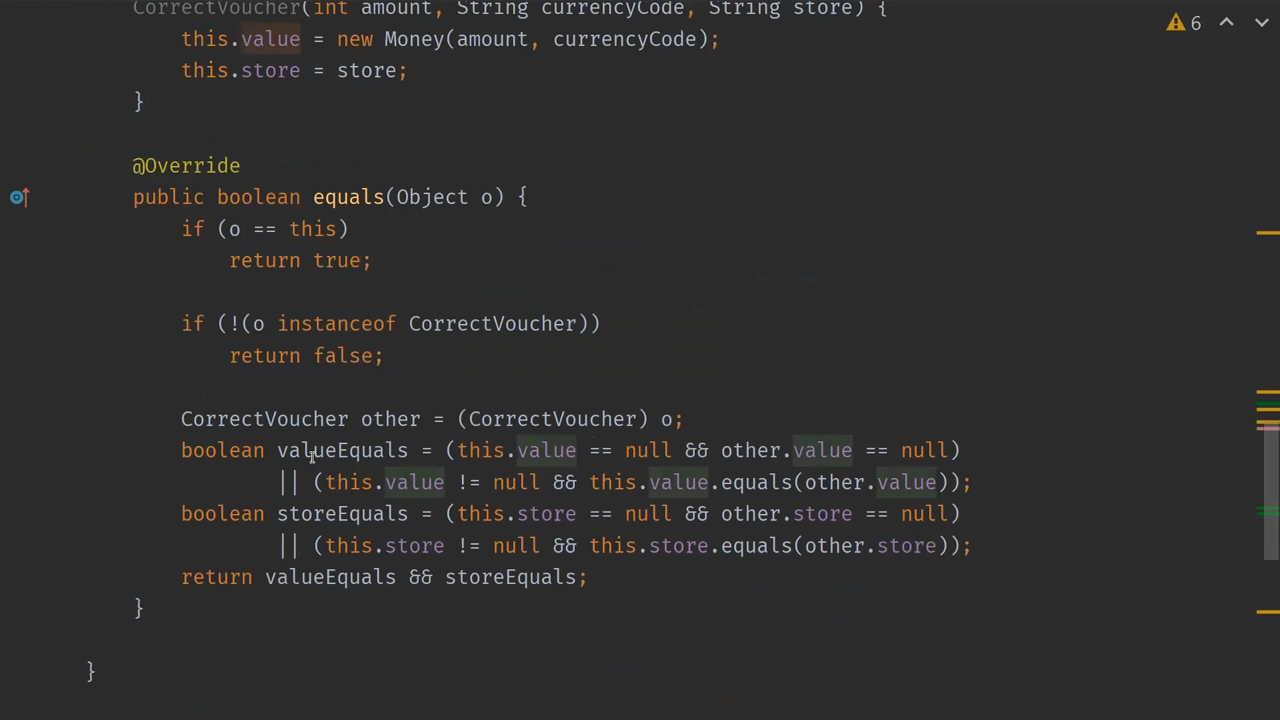 CorrectVoucher(int amount, String currencyCode, String store) {
6
this.value = new Money(amount, currencyCode);
this.store = store;
}
@Override
public boolean equals(Object o) {
if (o == this)
return true;
if (!(o instanceof CorrectVoucher))
return false;
CorrectVoucher other = (CorrectVoucher) o;
boolean valueEquals = (this.value == null && other.value == null)
|| (this.value != null && this.value.equals(other.value));
boolean storeEquals = (this.store == null && other.store == null)
|| (this.store != null && this.store.equals(other.store));
return valueEquals && storeEquals;
}
}